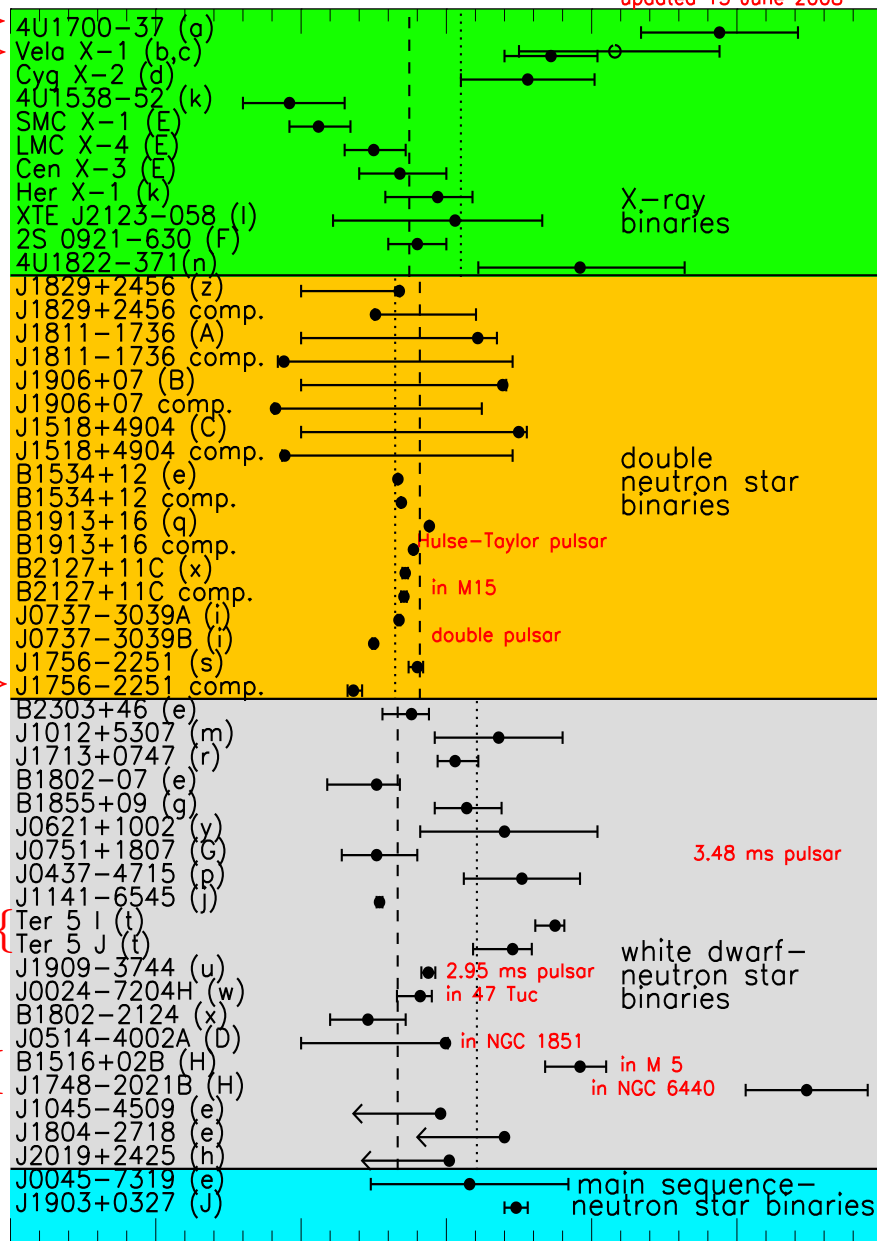 updated 13 June 2008
4U1700-37 (a)
Vela X-1 (b,c)
Cyg X-2 (d)
4U1538-52 (k)
SMC X-1 (E)
LMC X-4 (E)
Cen X-3 (E)
Her X-1 (k)
XTE J2123-058 (l)
2S 0921-630 (F)
4U1822-371(n)
X-ray
binaries
J1829+2456 (z)
J1829+2456 comp.
J1811-1736 (A)
J1811-1736 comp.
J1906+07 (B)
J1906+07 comp.
J1518+4904 (C)
J1518+4904 comp.
B1534+12 (e)
B1534+12 comp.
B1913+16 (q)
B1913+16 comp.
Hulse-Taylor pulsar
B2127+11C (x)
B2127+11C comp.
in M15
J0737-3039A (i)
J0737-3039B (i)
double pulsar
J1756-2251 (s)
J1756-2251 comp.
double
neutron star
binaries
B2303+46 (e)
J1012+5307 (m)
J1713+0747 (r)
B1802-07 (e)
B1855+09 (g)
J0621+1002 (y)
J0751+1807 (G)
3.48 ms pulsar
J0437-4715 (p)
J1141-6545 (j)
Ter 5 I (t)
Ter 5 J (t)
J1909-3744 (u)
2.95 ms pulsar
J0024-7204H (w)
in 47 Tuc
B1802-2124 (x)
J0514-4002A (D)
in NGC 1851
B1516+02B (H)
in M 5
J1748-2021B (H)
in NGC 6440
J1045-4509 (e)
J1804-2718 (e)
J2019+2425 (h)
white dwarf-
neutron star
binaries
J0045-7319 (e)
J1903+0327 (J)
main sequence-
neutron star binaries